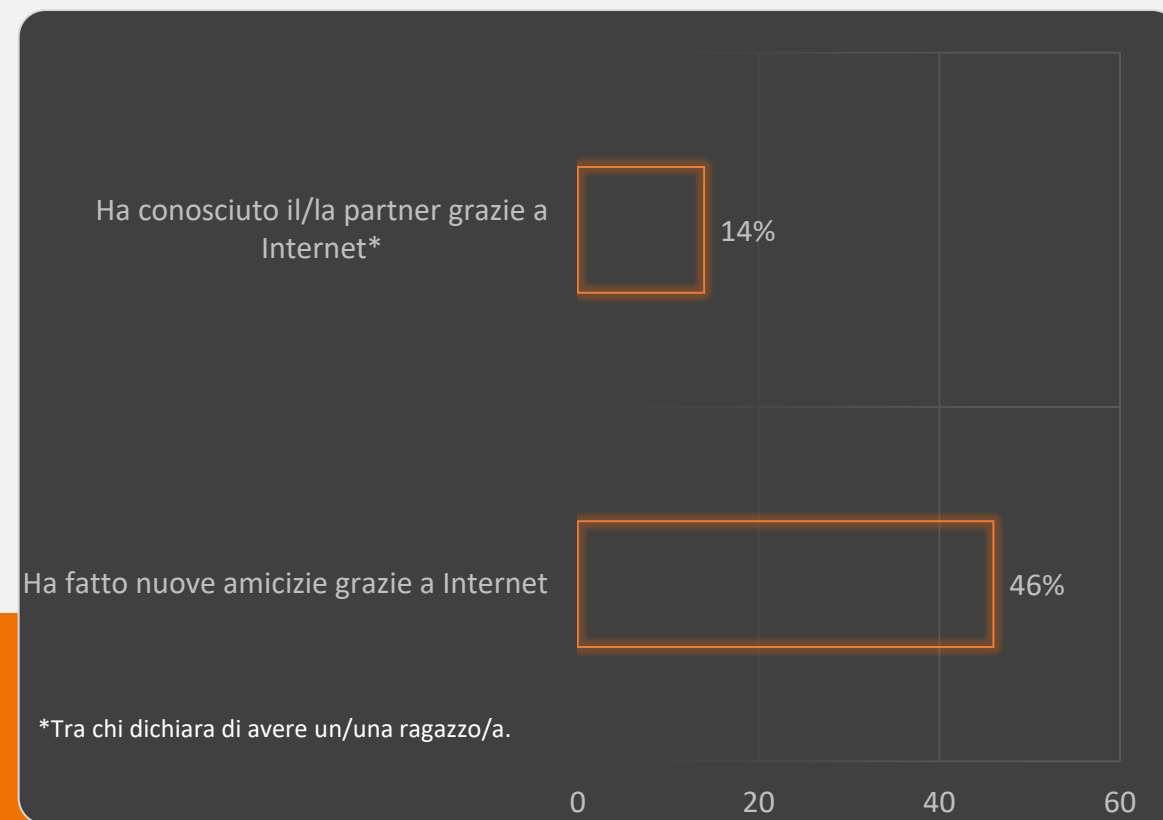 Ha conosciuto il/la partner grazie a
Internet*
14%
Ha fatto nuove amicizie grazie a Internet
46%
*Tra chi dichiara di avere un/una ragazzo/a.
0 20 40 60